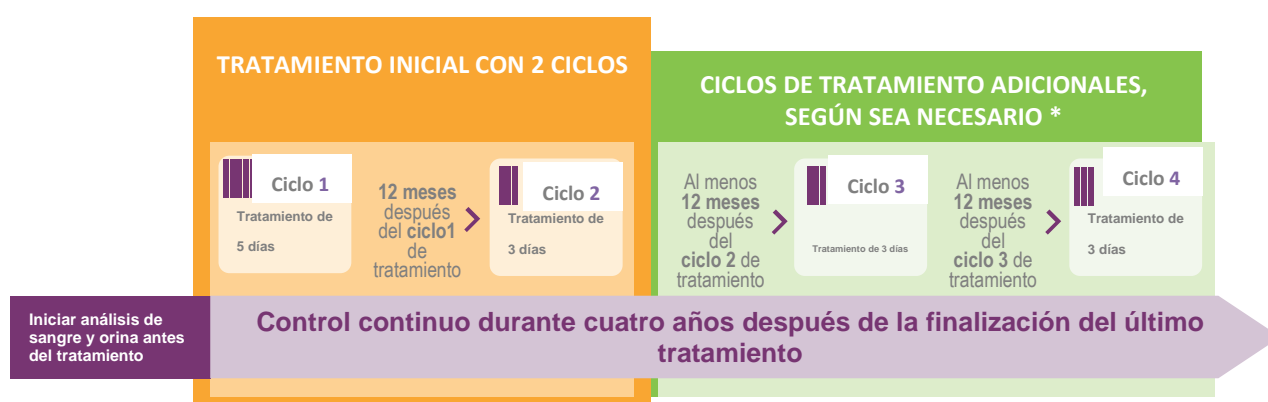 TRATAMIENTO INICIAL CON 2 CICLOS
CICLOS DE TRATAMIENTO ADICIONALES,
SEGÚN SEA NECESARIO *
Ciclo 1
Tratamiento de
5 días
12 meses
después
del ciclo1
de
tratamiento
Ciclo 2
Tratamiento de
3 días
Al menos
12 meses
después
del
ciclo 2 de
tratamiento
Ciclo 3
Tratamiento de 3 días
Al menos
12 meses
después
del
ciclo 3 de
tratamiento
Ciclo 4
Tratamiento de
3 días
Iniciar análisis de
sangre y orina antes
del tratamiento
Control continuo durante cuatro años después de la finalización del último
tratamiento